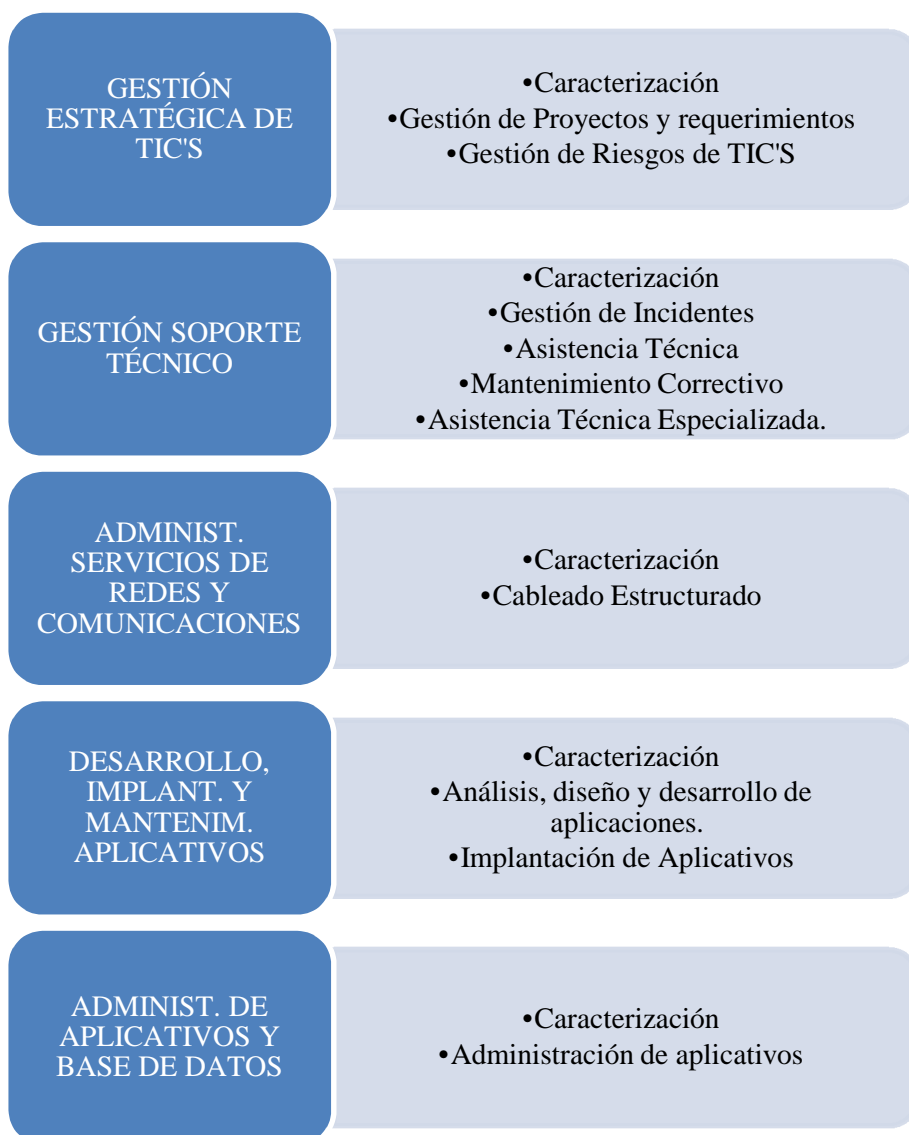 GESTIÓN
ESTRATÉGICA DE
TIC'S
•Caracterización
•Gestión de Proyectos y requerimientos
•Gestión de Riesgos de TIC'S
GESTIÓN SOPORTE
TÉCNICO
•Caracterización
•Gestión de Incidentes
•Asistencia Técnica
•Mantenimiento Correctivo
•Asistencia Técnica Especializada.
ADMINIST.
SERVICIOS DE
REDES Y
COMUNICACIONES
•Caracterización
•Cableado Estructurado
DESARROLLO,
IMPLANT. Y
MANTENIM.
APLICATIVOS
•Caracterización
•Análisis, diseño y desarrollo de
aplicaciones.
•Implantación de Aplicativos
ADMINIST. DE
APLICATIVOS Y
BASE DE DATOS
•Caracterización
•Administración de aplicativos